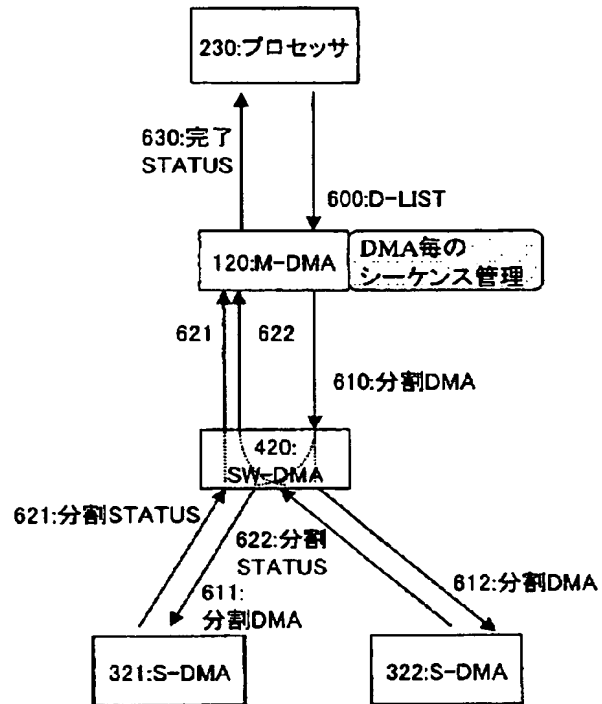 230:プロセッサ
630:完了
STATUS
600:D-LIST
120:M-DMA
DMA毎の
シーケンス管理
621
622
610:分割DMA
420:
SW-DMA
621:分割STATUS
622:分割
STATUS
611:
分割DMA
612:分割DMA
321:S-DMA
322:S-DMA